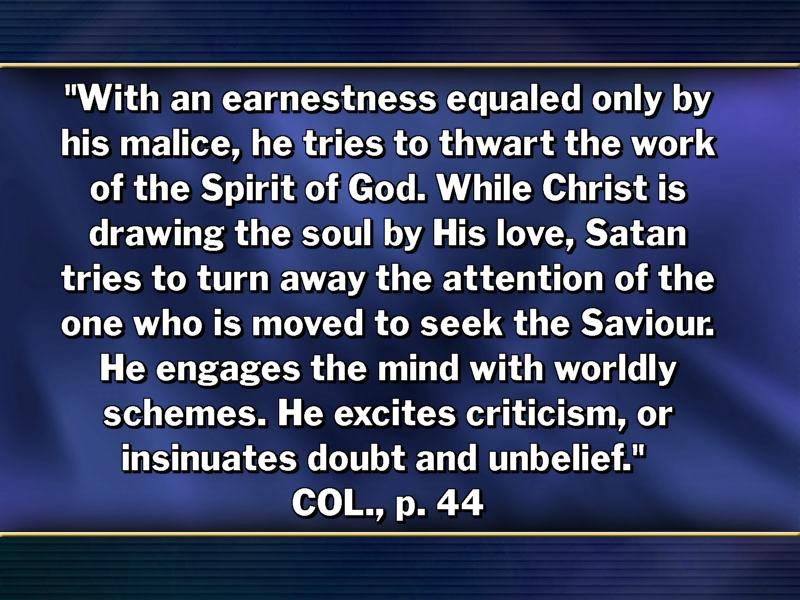 "With an earnestness equaled only by
his malice, he tries to thwart the work
of the Spirit of God. While Christ is
drawing the soul by His love, Satan
tries to turn away the attention of the
one who is moved to seek the Saviour.
He engages the mind with worldly
schemes. He excites criticism, or
insinuates doubt and unbelief."
COL., p. 44